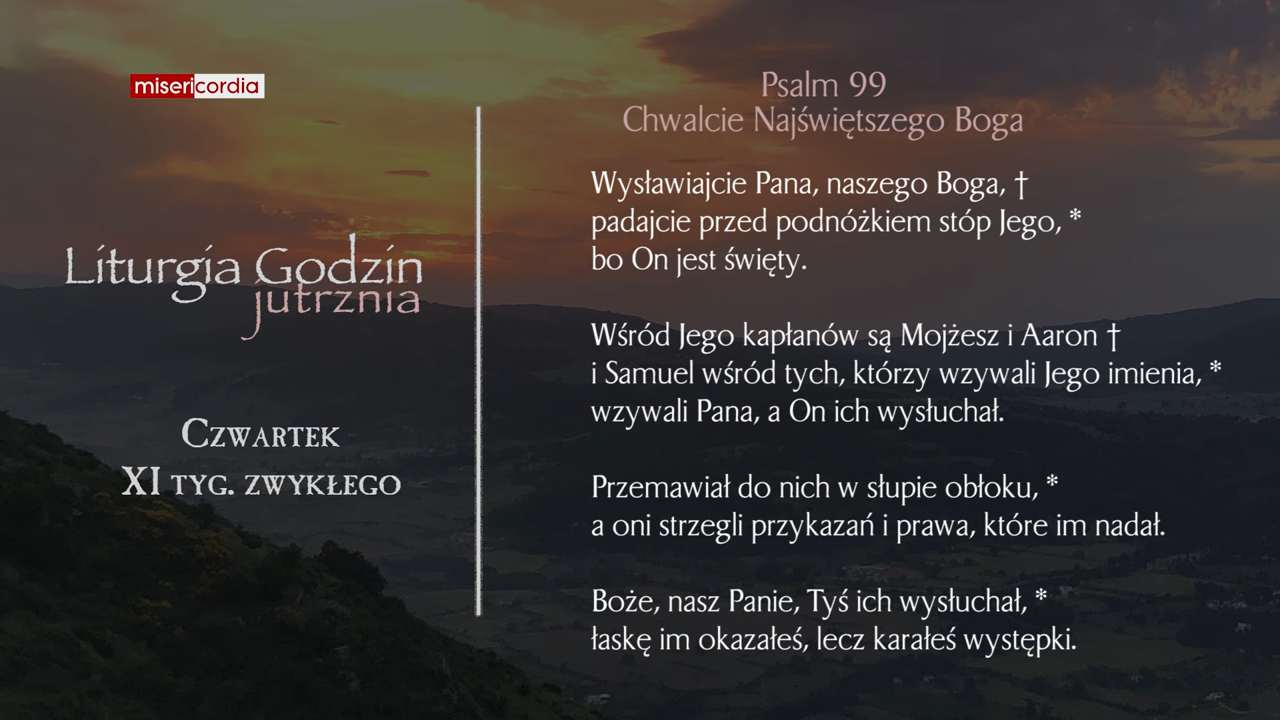 misericordia
Liturgia Godzin
jutrznia
Czwartek
XI tyg. zwykłego
Psalm 99
Chwalcie Najświętszego Boga
Wysławiajcie Pana, naszego Boga, †
padajcie przed podnóżkiem stóp Jego, *
bo On jest święty.
Wśród Jego kapłanów są Mojżesz i Aaron †
i Samuel wśród tych, którzy wzywali Jego imienia, *
wzywali Pana, a On ich wysłuchał.
Przemawiał do nich w słupie obłoku, *
a oni strzegli przykazań i prawa, które im nadał.
Boże, nasz Panie, Tyś ich wysłuchał, *
łaskę im okazałeś, lecz karałeś występki.